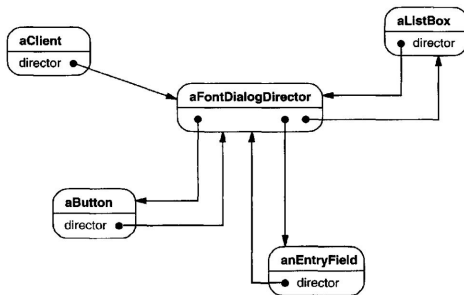 aListBox
director
aClient
director
aFontDialogDirector
aButton
director
anEntryField
director